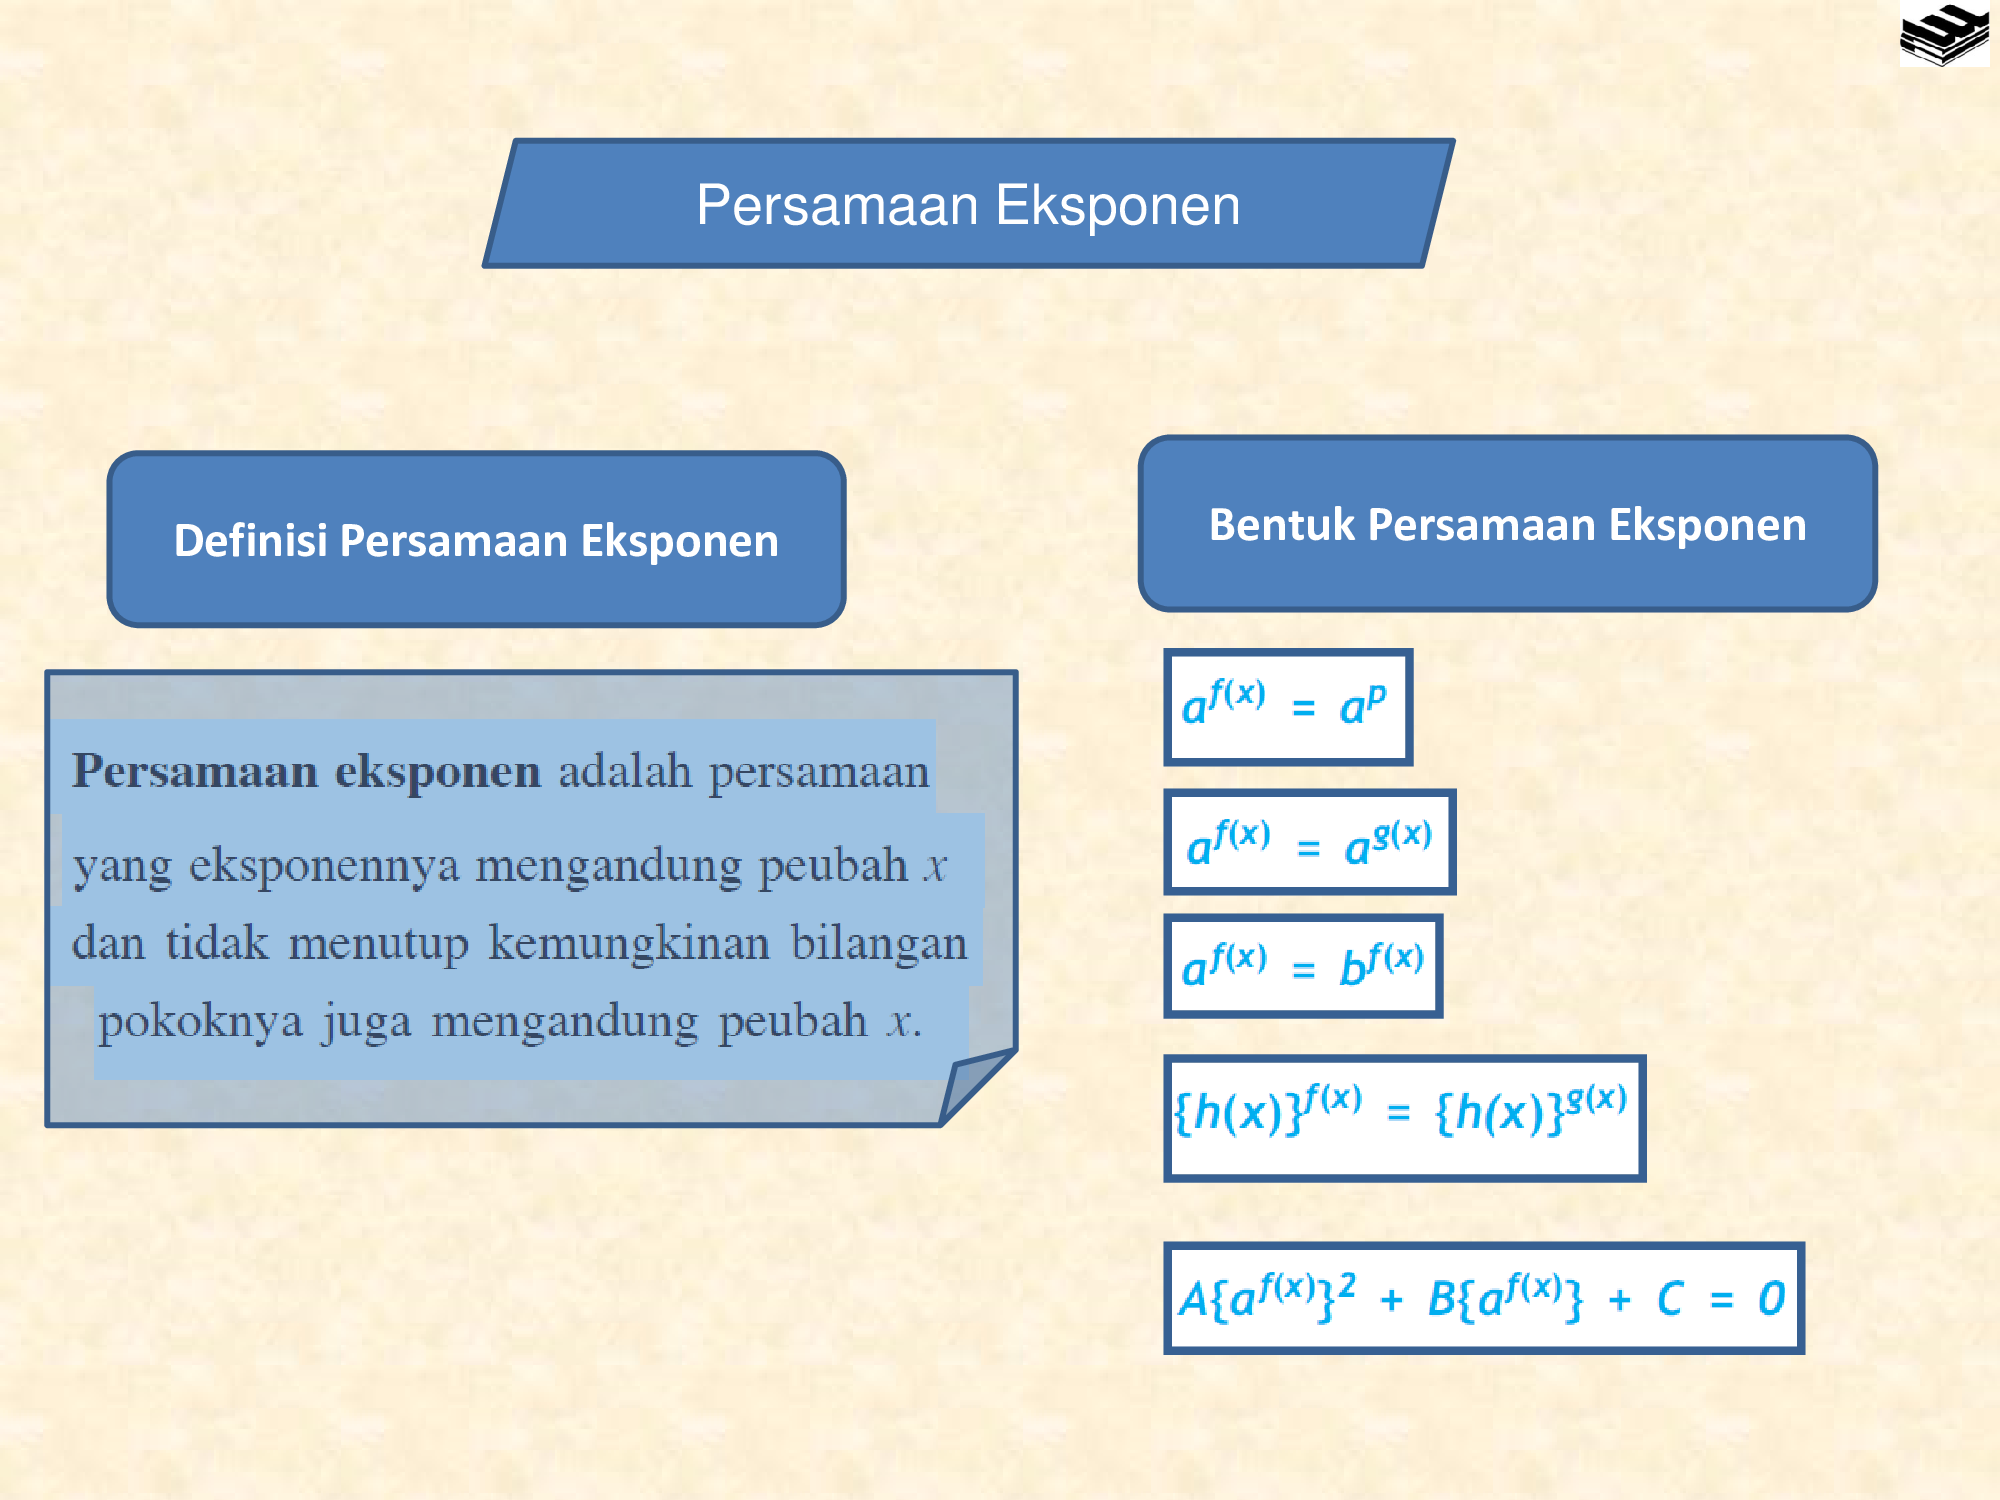 Persamaan Eksponen
Definisi Persamaan Eksponen
Persamaan eksponen adalah persamaan
yang eksponennya mengandung peubah x
dan tidak menutup kemungkinan bilangan
pokoknya juga mengandung peubah x.
Bentuk Persamaan Eksponen
a^{f(x)} = a^{p}
a^{f(x)} = a^{g(x)}
a^{f(x)} = b^{f(x)}
{h(x)}^{f(x)} = {h(x)}^{g(x)}
A{a^{f(x)}}^{2} + B{a^{f(x)}} + C = 0